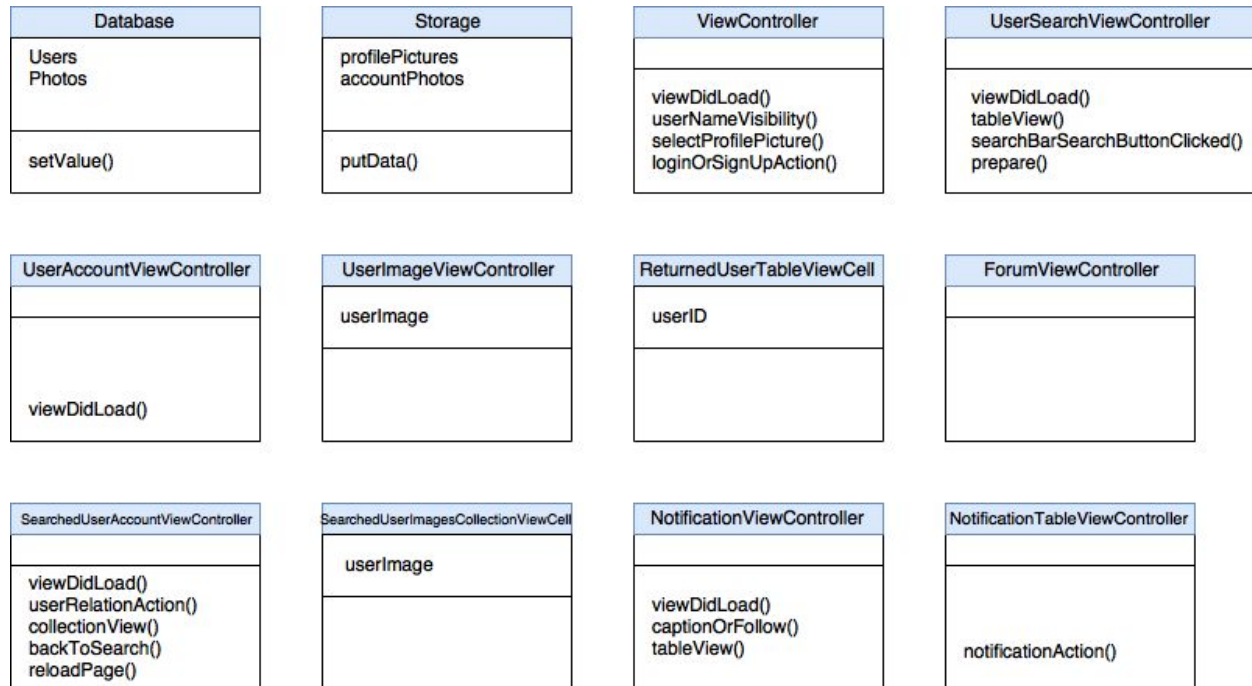 Database
Users
Photos
setValue()
Storage
profilePictures
accountPhotos
putData()
ViewController
viewDidLoad()
userNameVisibility()
selectProfilePicture()
loginOrSignUpAction()
UserSearchViewController
viewDidLoad()
tableView()
searchBarSearchButtonClicked()
prepare()
UserAccountViewController
viewDidLoad()
UserImageViewController
userImage
ReturnedUserTableViewCell
userID
ForumViewController
SearchedUserAccountViewController
viewDidLoad()
userRelationAction()
collectionView()
backToSearch()
reloadPage()
SearchedUserImagesCollectionViewCell
userImage
NotificationViewController
viewDidLoad()
captionOrFollow()
tableView()
NotificationTableViewController
notificationAction()